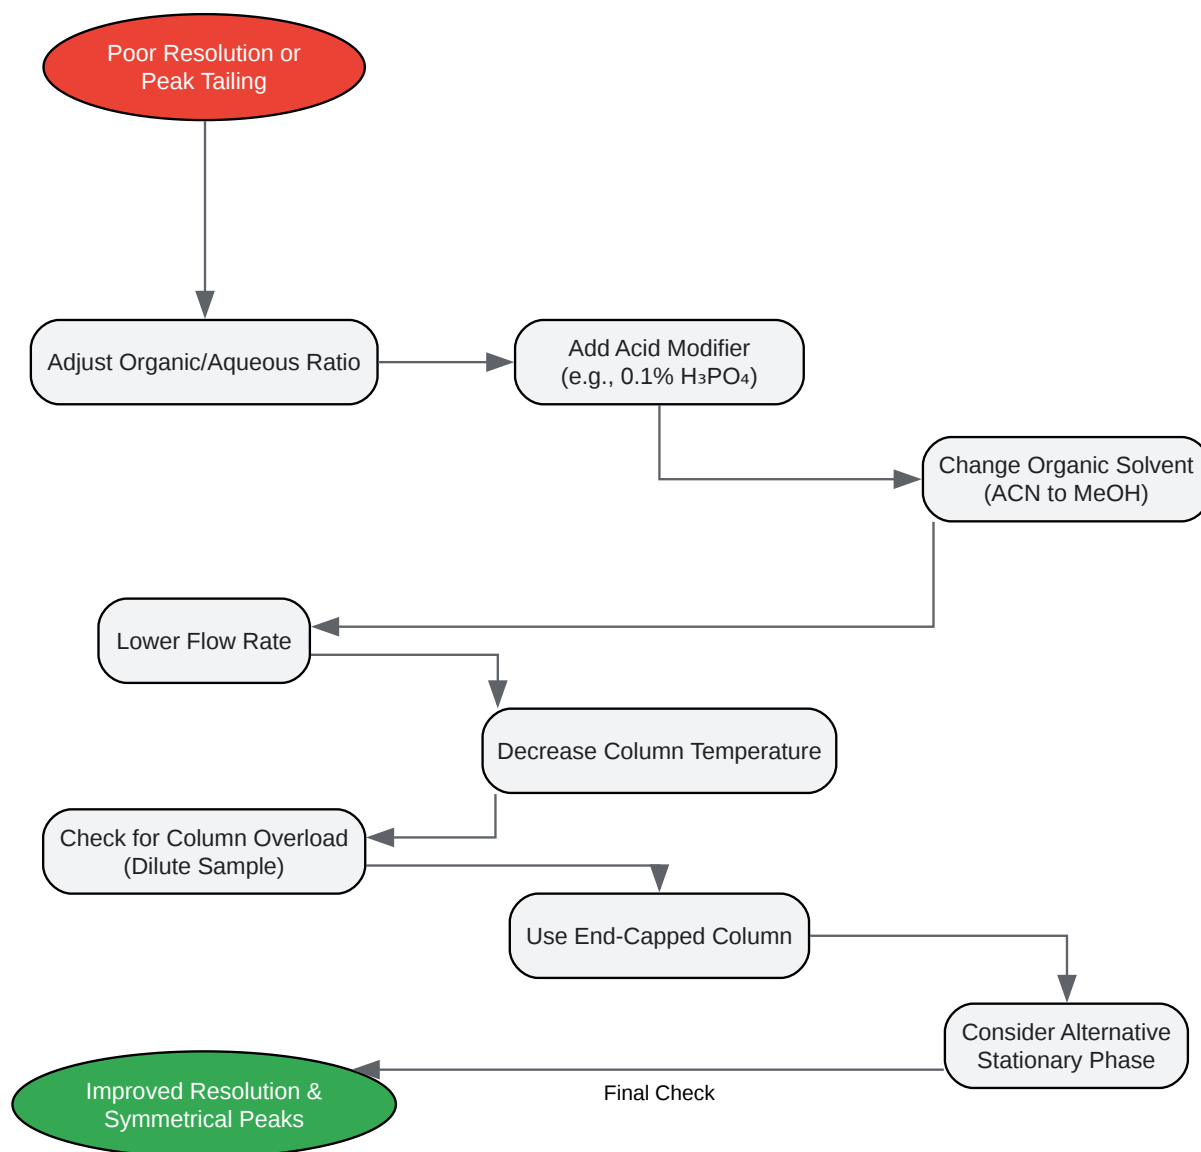 Poor Resolution or
Peak Tailing
Adjust Organic/Aqueous Ratio
Add Acid Modifier
(e.g., 0.1% H₃PO₄)
Change Organic Solvent
(ACN to MeOH)
Lower Flow Rate
Decrease Column Temperature
Check for Column Overload
(Dilute Sample)
Use End-Capped Column
Consider Alternative
Stationary Phase
Final Check
Improved Resolution &
Symmetrical Peaks